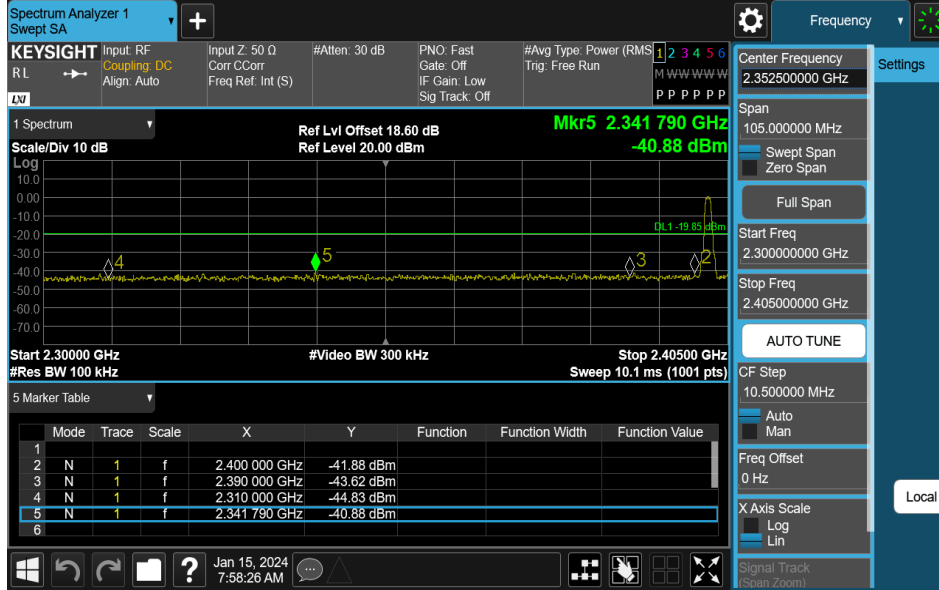 Spectrum Analyzer 1
Swept SA
+
Frequency
KEYSIGHT
RL
LXI
Input: RF
Coupling: DC
Align: Auto
Input Z: 50 Ω
Corr CCorr
Freq Ref: Int (S)
#Atten: 30 dB
PNO: Fast
Gate: Off
IF Gain: Low
Sig Track: Off
#Avg Type: Power (RMS
Trig: Free Run
1 2 3 4 5 6
M W W W W W
P P P P P P
1 Spectrum
Scale/Div 10 dB
Ref Lvl Offset 18.60 dB
Ref Level 20.00 dBm
Mkr5 2.341 790 GHz
-40.88 dBm
Log
10.0
0.00
-10.0
-20.0
-30.0
-40.0
-50.0
-60.0
-70.0
DL1 -19.85 dBm
4
5
3
2
Start 2.30000 GHz
#Res BW 100 kHz
#Video BW 300 kHz
Stop 2.40500 GHz
Sweep 10.1 ms (1001 pts)
5 Marker Table
Mode Trace Scale X Y Function Function Width Function Value
1
2 N 1 f 2.400 000 GHz -41.88 dBm
3 N 1 f 2.390 000 GHz -43.62 dBm
4 N 1 f 2.310 000 GHz -44.83 dBm
5 N 1 f 2.341 790 GHz -40.88 dBm
6
?
Jan 15, 2024
7:58:26 AM
Center Frequency
2.352500000 GHz
Span
105.000000 MHz
Swept Span
Zero Span
Full Span
Start Freq
2.300000000 GHz
Stop Freq
2.405000000 GHz
AUTO TUNE
CF Step
10.500000 MHz
Auto
Man
Freq Offset
0 Hz
X Axis Scale
Log
Lin
Signal Track
(Span Zoom)
Settings
Local